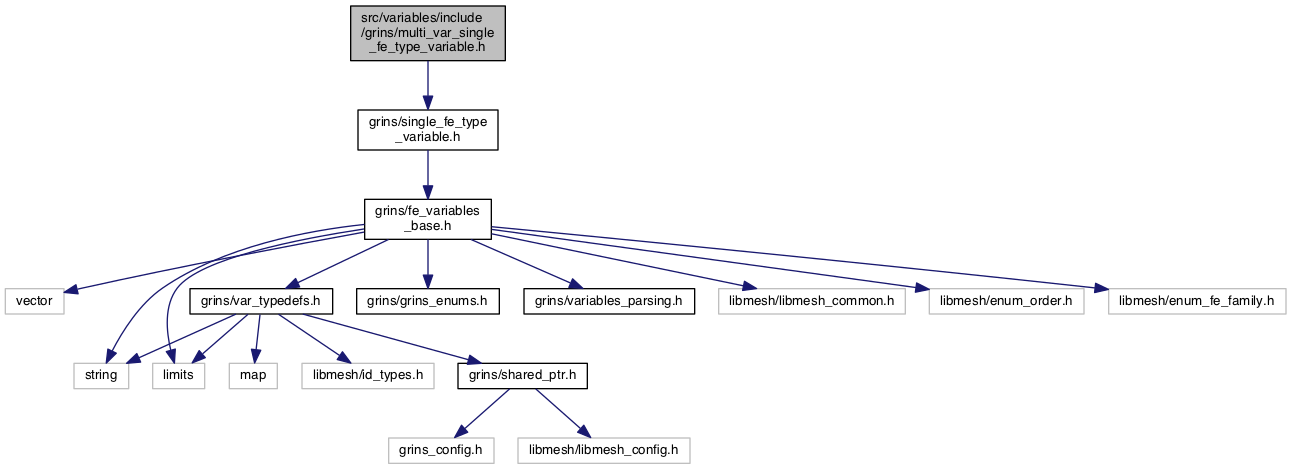 src/variables/include
/grins/multi_var_single
_fe_type_variable.h
grins/single_fe_type
_variable.h
grins/fe_variables
_base.h
vector
grins/var_typedefs.h
grins/grins_enums.h
grins/variables_parsing.h
libmesh/libmesh_common.h
libmesh/enum_order.h
libmesh/enum_fe_family.h
string
limits
map
libmesh/id_types.h
grins/shared_ptr.h
grins_config.h
libmesh/libmesh_config.h